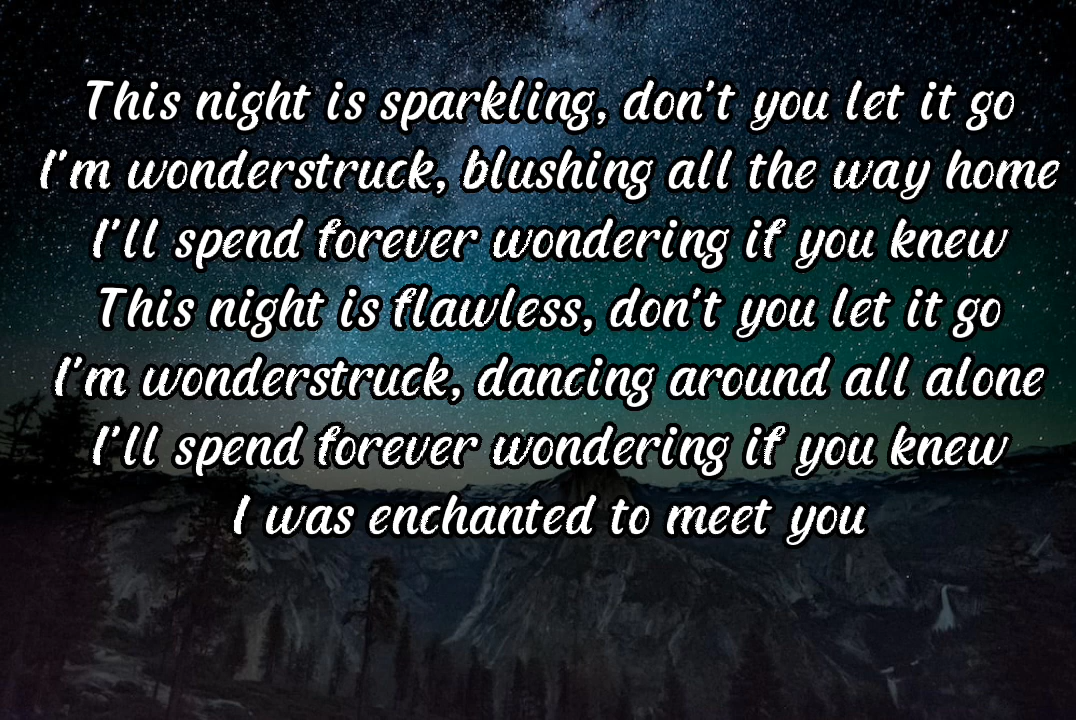 This night is sparkling, don't you let it go
I'm wonderstruck, blushing all the way home
I'll spend forever wondering if you knew
This night is flawless, don't you let it go
I'm wonderstruck, dancing around all alone
I'll spend forever wondering if you knew
I was enchanted to meet you